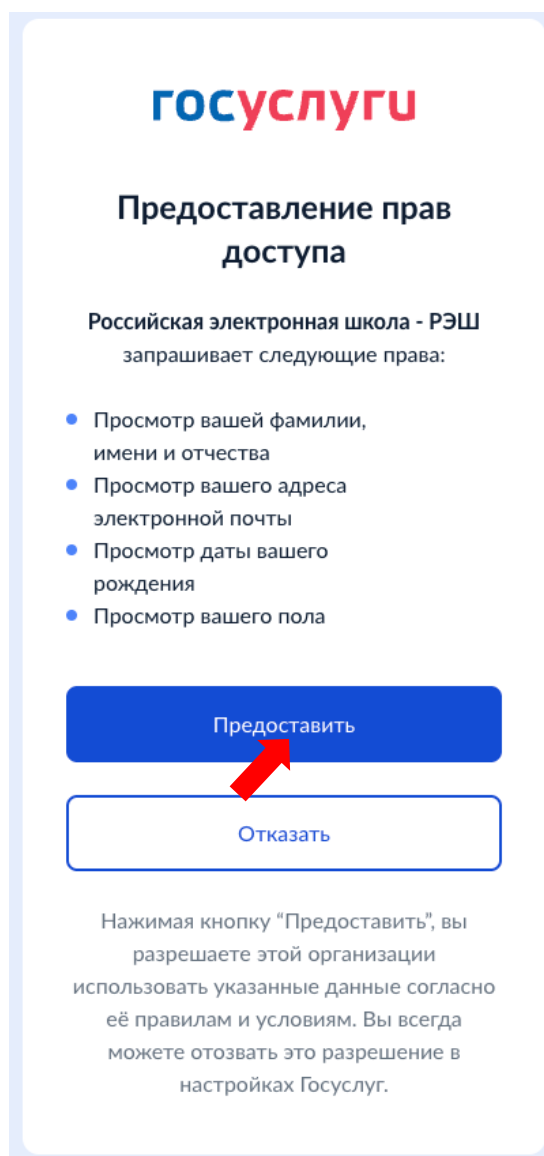 госуслуги
Предоставление прав
доступа
Российская электронная школа - РЭШ
запрашивает следующие права:
Просмотр вашей фамилии,
имени и отчества
Просмотр вашего адреса
электронной почты
Просмотр даты вашего
рождения
Просмотр вашего пола
Предоставить
Отказать
Нажимая кнопку “Предоставить”, вы
разрешаете этой организации
использовать указанные данные согласно
её правилам и условиям. Вы всегда
можете отозвать это разрешение в
настройках Госуслуг.